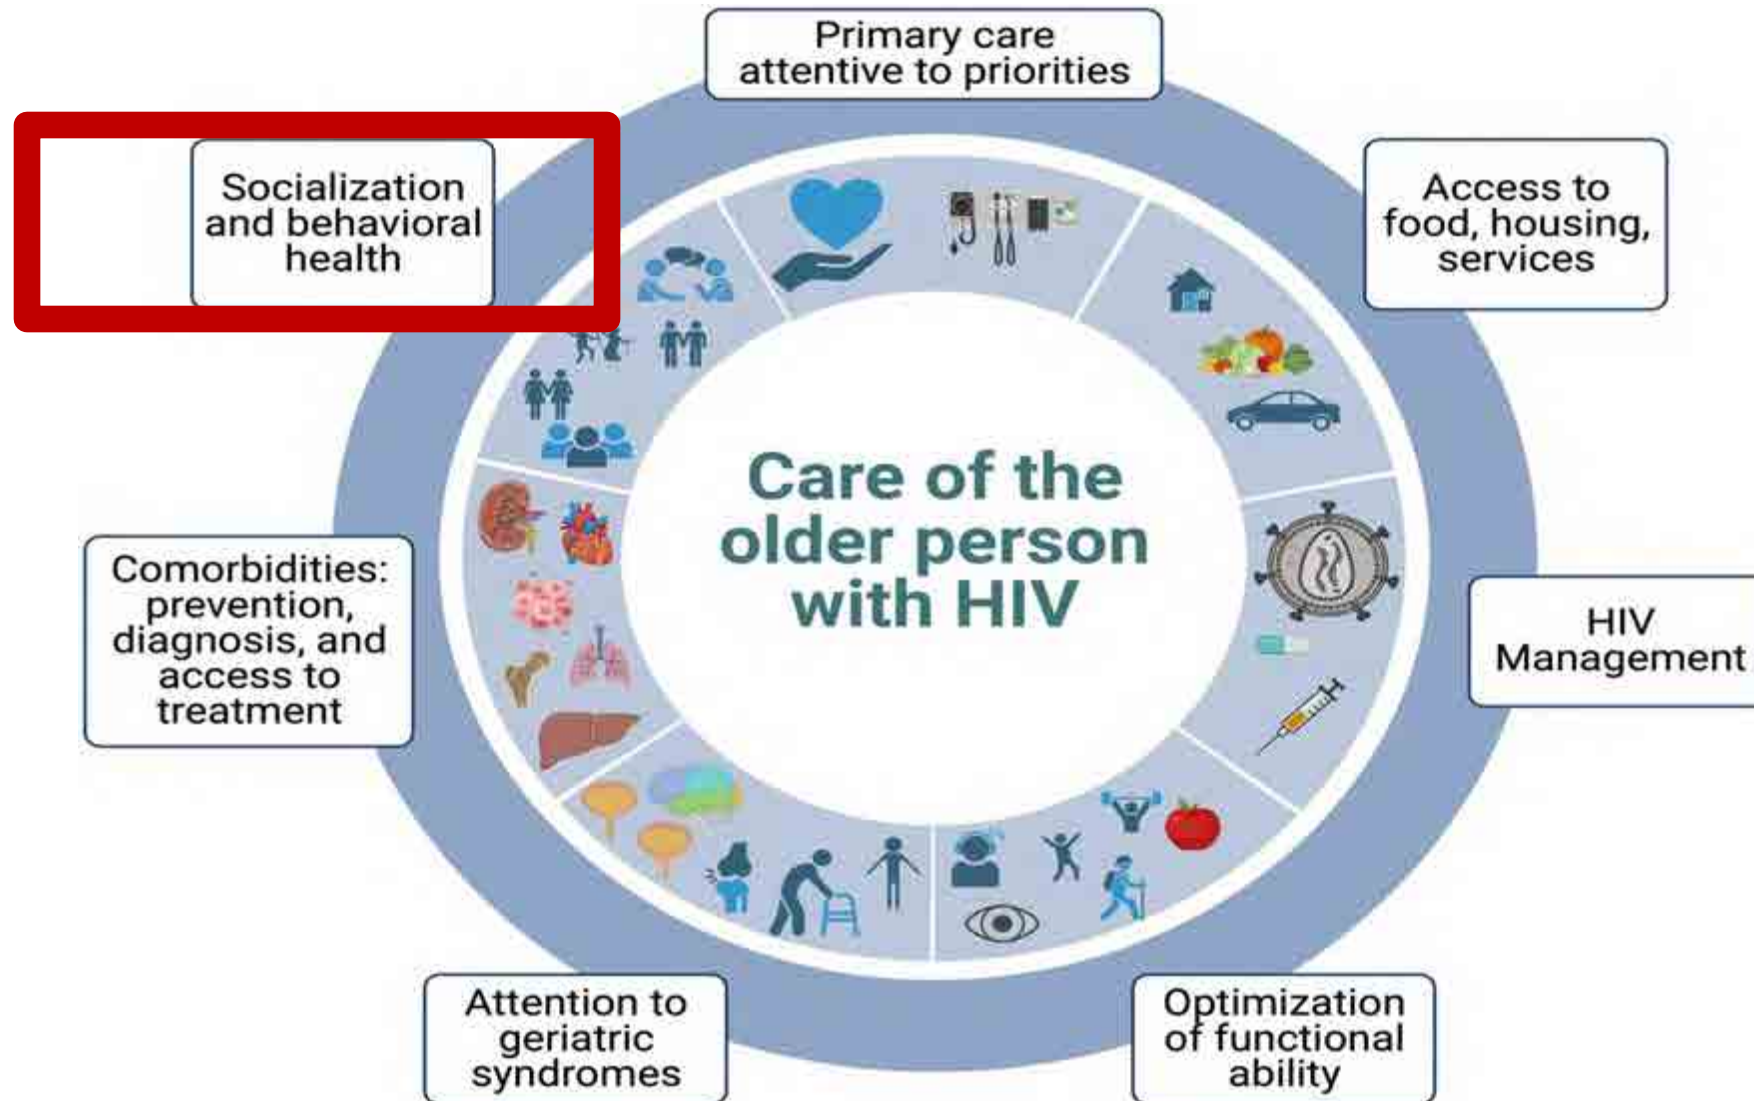 Primary care
attentive to priorities
Socialization
and behavioral
health
Access to
food, housing,
services
Care of the
older person
with HIV
Comorbidities:
prevention,
diagnosis, and
access to
treatment
HIV
Management
Attention to
geriatric
syndromes
Optimization
of functional
ability